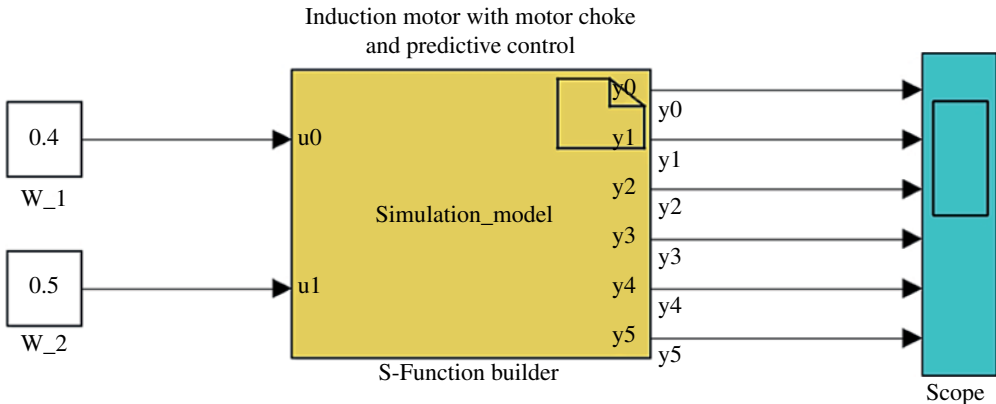 Induction motor with motor choke
and predictive control
0.4
W_1
0.5
W_2
u0
u1
Simulation_model
y0
y1
y2
y3
y4
y5
S-Function builder
y0
y1
y2
y3
y4
y5
Scope